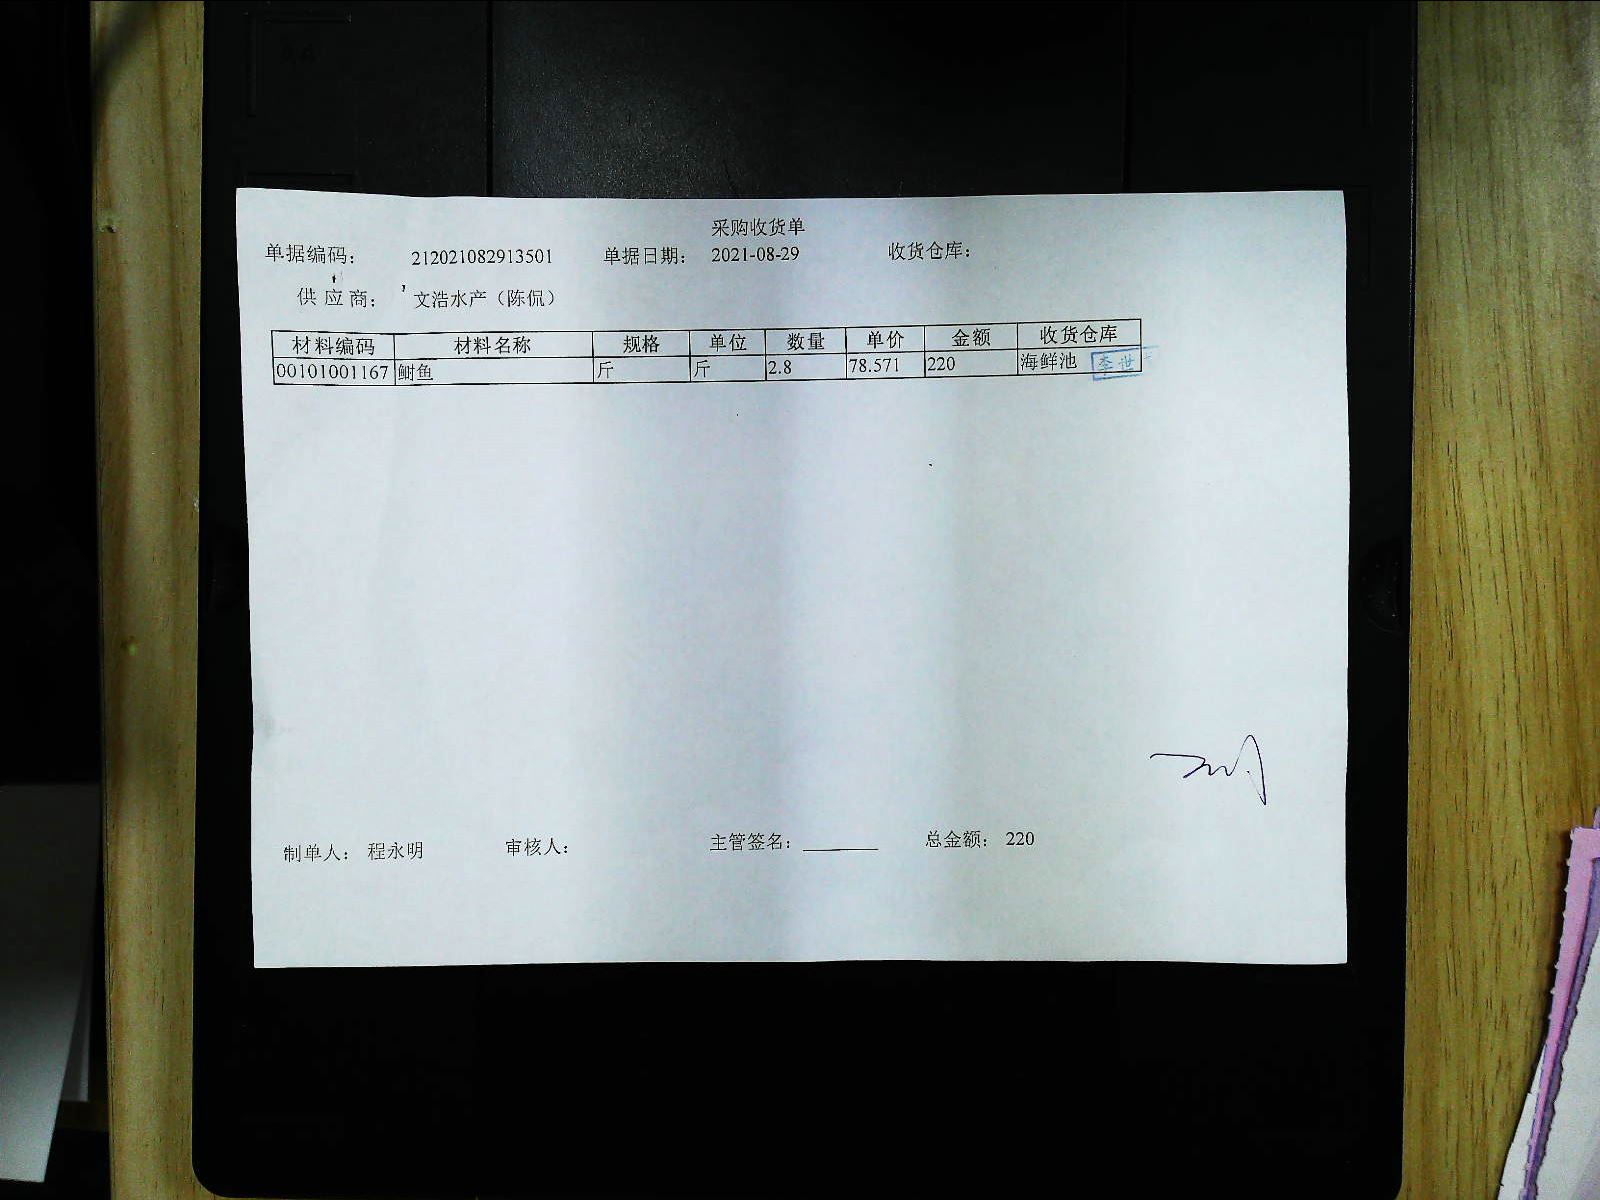 采购收货单
单据编码： 212021082913501 单据日期： 2021-08-29 收货仓库：
供应商： 文浩水产（陈侃）
材料编码 材料名称 规格 单位 数量 单价 金额 收货仓库
00101001167 鲥鱼 斤 斤 2.8 78.571 220 海鲜池 李世
制单人： 程永明 审核人： 主管签名： 总金额： 220